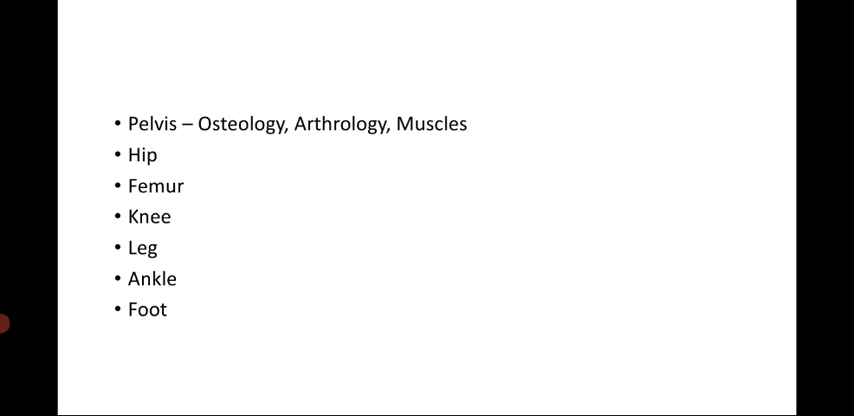 • Pelvis – Osteology, Arthrology, Muscles
• Hip
• Femur
• Knee
• Leg
• Ankle
• Foot